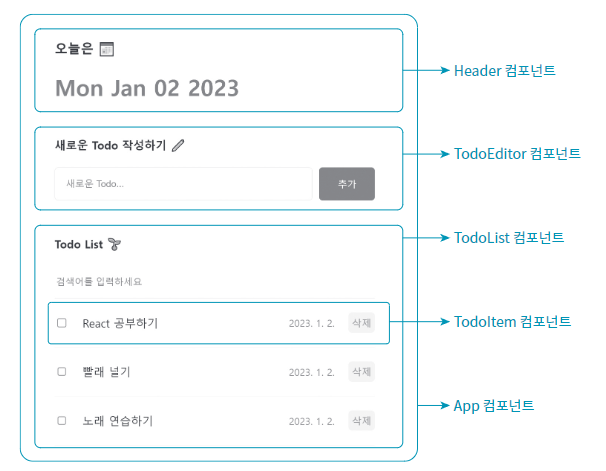 오늘은
Mon Jan 02 2023
Header 컴포넌트
새로운 Todo 작성하기
새로운 Todo...
추가
TodoEditor 컴포넌트
Todo List
TodoList 컴포넌트
검색어를 입력하세요
React 공부하기 2023. 1. 2. 삭제
TodoItem 컴포넌트
빨래 널기 2023. 1. 2. 삭제
노래 연습하기 2023. 1. 2. 삭제
App 컴포넌트